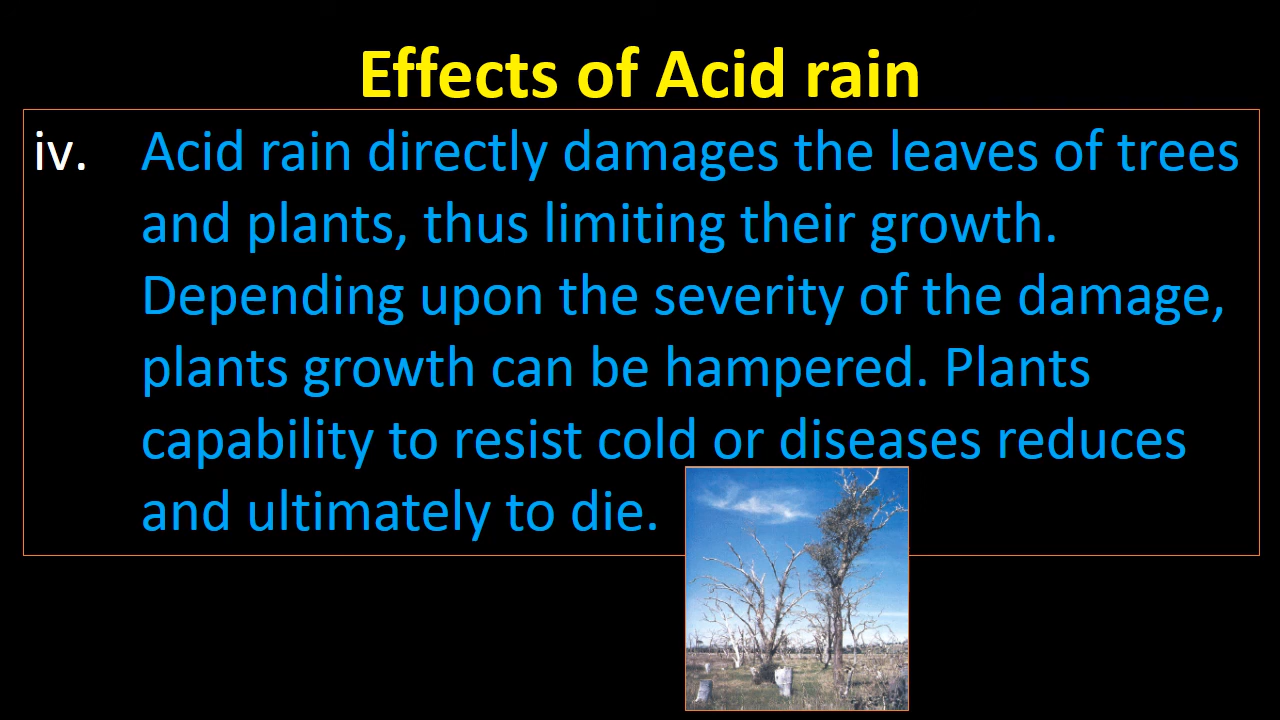 Effects of Acid rain
iv. Acid rain directly damages the leaves of trees
and plants, thus limiting their growth.
Depending upon the severity of the damage,
plants growth can be hampered. Plants
capability to resist cold or diseases reduces
and ultimately to die.